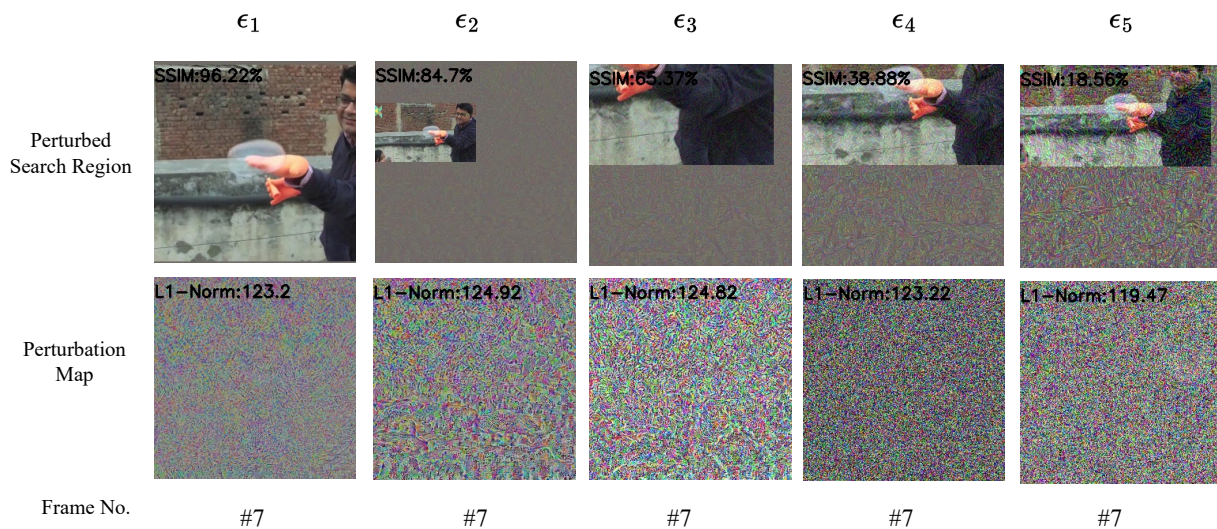 ϵ1 ϵ2 ϵ3 ϵ4 ϵ5
SSIM:96.22% SSIM:84.7% SSIM:65.37% SSIM:38.88% SSIM:18.56%
Perturbed
Search Region
L1-Norm:123.2 L1-Norm:124.92 L1-Norm:124.82 L1-Norm:123.22 L1-Norm:119.47
Perturbation
Map
Frame No. #7 #7 #7 #7 #7